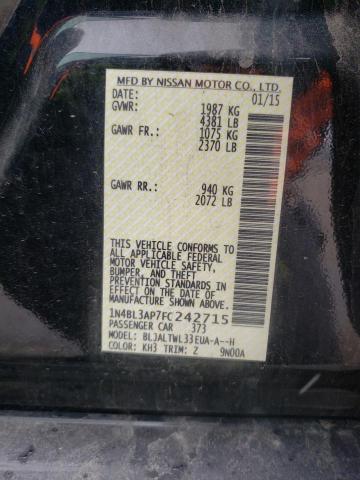 MFD BY NISSAN MOTOR CO., LTD.
DATE: 01/15
GVWR: 1987 KG
4381 LB
GAWR FR: 1075 KG
2370 LB
GAWR RR: 940 KG
2072 LB
THIS VEHICLE CONFORMS TO
ALL APPLICABLE FEDERAL
MOTOR VEHICLE SAFETY,
BUMPER, AND THEFT
PREVENTION STANDARDS IN
EFFECT ON THE DATE OF
MANUFACTURE SHOWN ABOVE.
1N4BL3AP7FC242715
PASSENGER CAR 373
MODEL: BLJALTWL33EUA-A--H
COLOR: KH3 TRIM: Z 9N00A